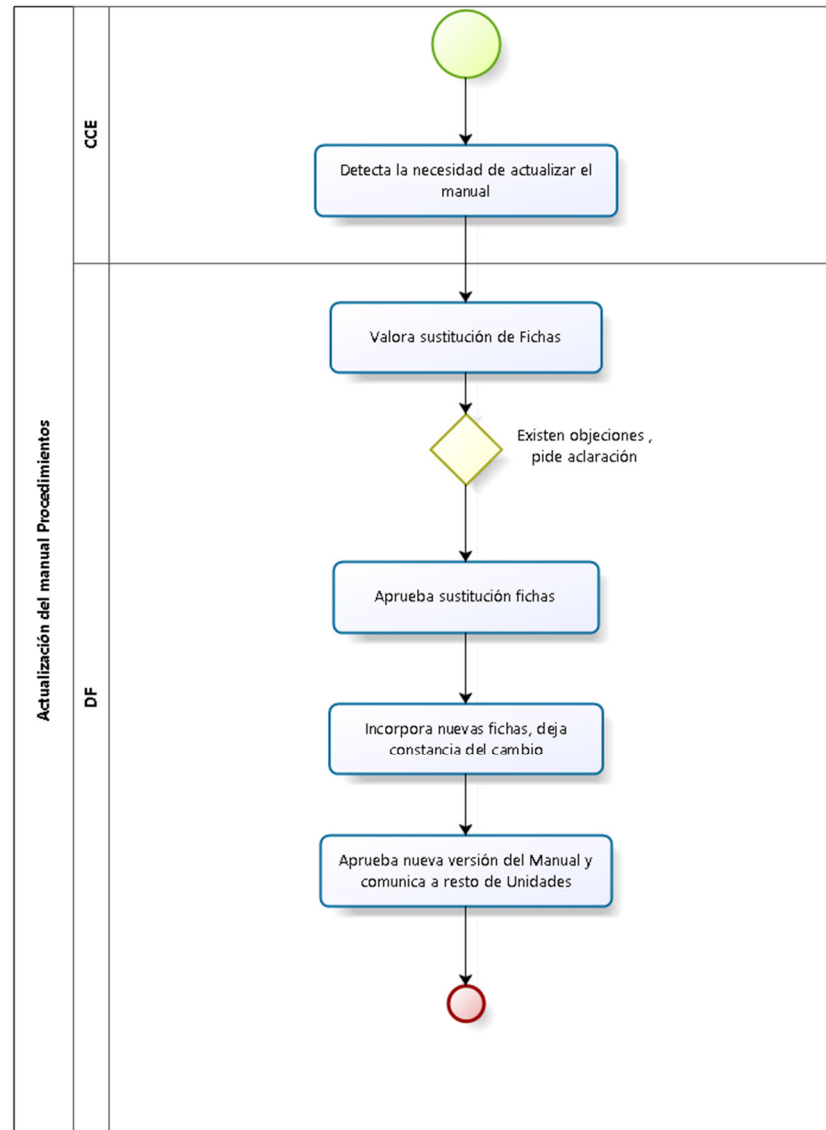 Actualización del manual Procedimientos
CCE
Detecta la necesidad de actualizar el
manual
DF
Valora sustitución de Fichas
Existen objeciones ,
pide aclaración
Aprueba sustitución fichas
Incorpora nuevas fichas, deja
constancia del cambio
Aprueba nueva versión del Manual y
comunica a resto de Unidades